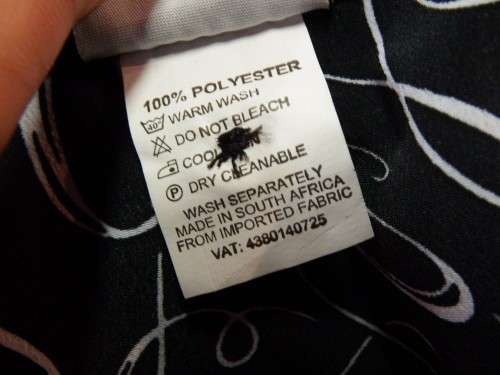 100% POLYESTER
40° WARM WASH
DO NOT BLEACH
COOL
P DRY CLEANABLE
WASH SEPARATELY
MADE IN SOUTH AFRICA
FROM IMPORTED FABRIC
VAT: 4380140725